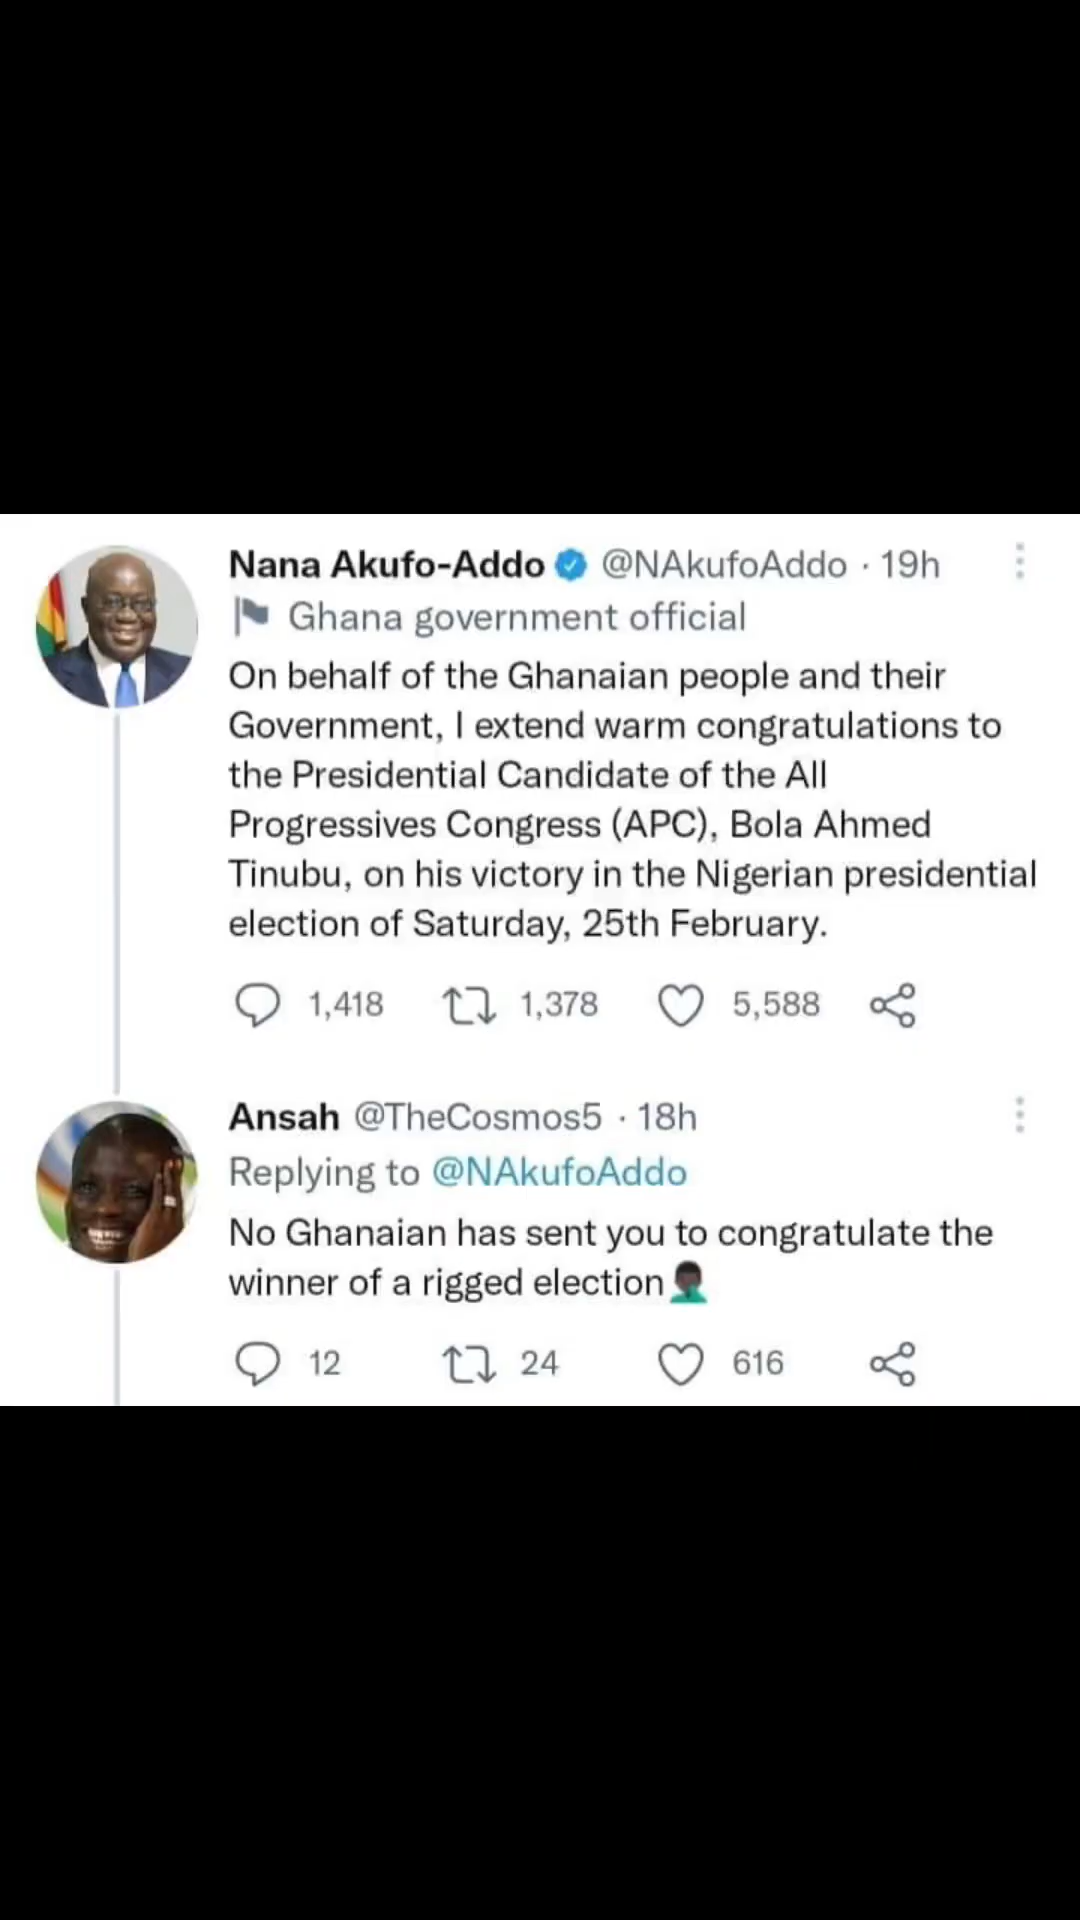 Nana Akufo-Addo @NAkufoAddo · 19h
Ghana government official
On behalf of the Ghanaian people and their
Government, I extend warm congratulations to
the Presidential Candidate of the All
Progressives Congress (APC), Bola Ahmed
Tinubu, on his victory in the Nigerian presidential
election of Saturday, 25th February.
1,418 1,378 5,588
Ansah @TheCosmos5 · 18h
Replying to @NAkufoAddo
No Ghanaian has sent you to congratulate the
winner of a rigged election🤦🏿‍♂️
12 24 616